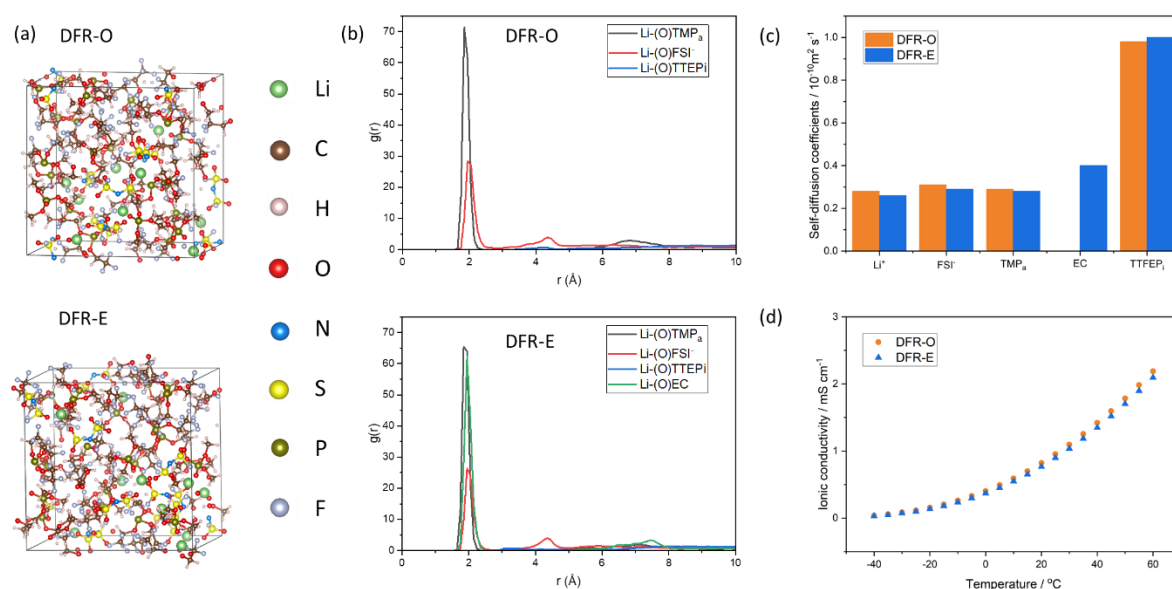 (a)
DFR-O
DFR-E
Li
C
H
O
N
S
P
F
(b)
DFR-O
Li-(O)TMPₐ
Li-(O)FSI⁻
Li-(O)TTEPi
g(r)
70
60
50
40
30
20
10
0
0 2 4 6 8 10
r (Å)
DFR-E
Li-(O)TMPₐ
Li-(O)FSI⁻
Li-(O)TTEPi
Li-(O)EC
g(r)
70
60
50
40
30
20
10
0
0 2 4 6 8 10
r (Å)
(c)
DFR-O
DFR-E
Self-diffusion coefficients / 10⁻¹⁰m² s⁻¹
1.0
0.8
0.6
0.4
0.2
0.0
Li⁺ FSI⁻ TMPₐ EC TTFEPᵢ
(d)
DFR-O
DFR-E
Ionic conductivity / mS cm⁻¹
3
2
1
0
-40 -20 0 20 40 60
Temperature / ºC